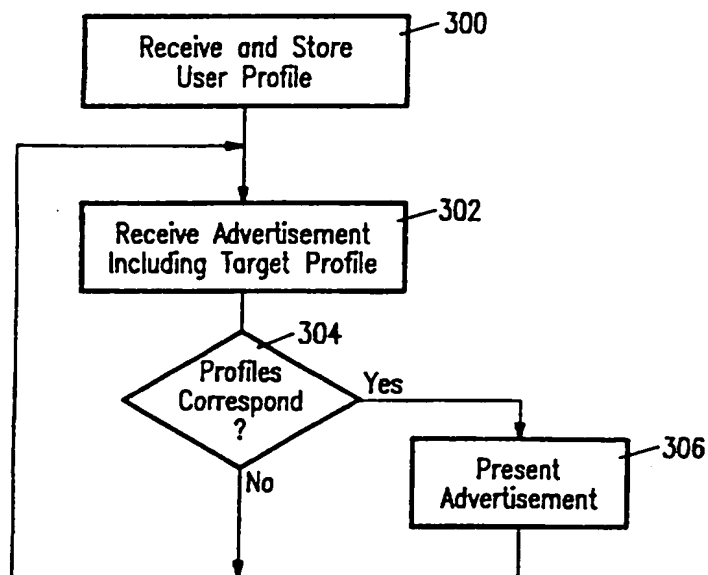 300
Receive and Store
User Profile
302
Receive Advertisement
Including Target Profile
304
Profiles
Correspond
?
Yes
No
306
Present
Advertisement